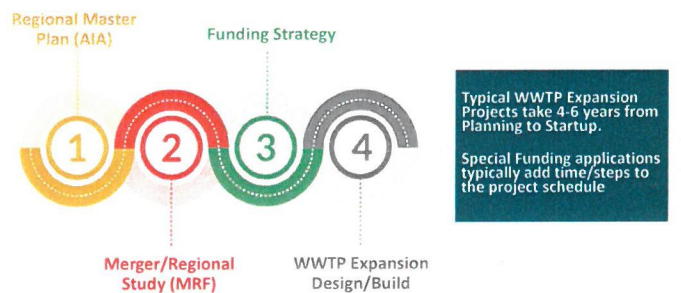 Regional Master
Plan (AIA)
Funding Strategy
1
2
3
4
Merger/Regional
Study (MRF)
WWTP Expansion
Design/Build
Typical WWTP Expansion
Projects take 4-6 years from
Planning to Startup.
Special Funding applications
typically add time/steps to
the project schedule